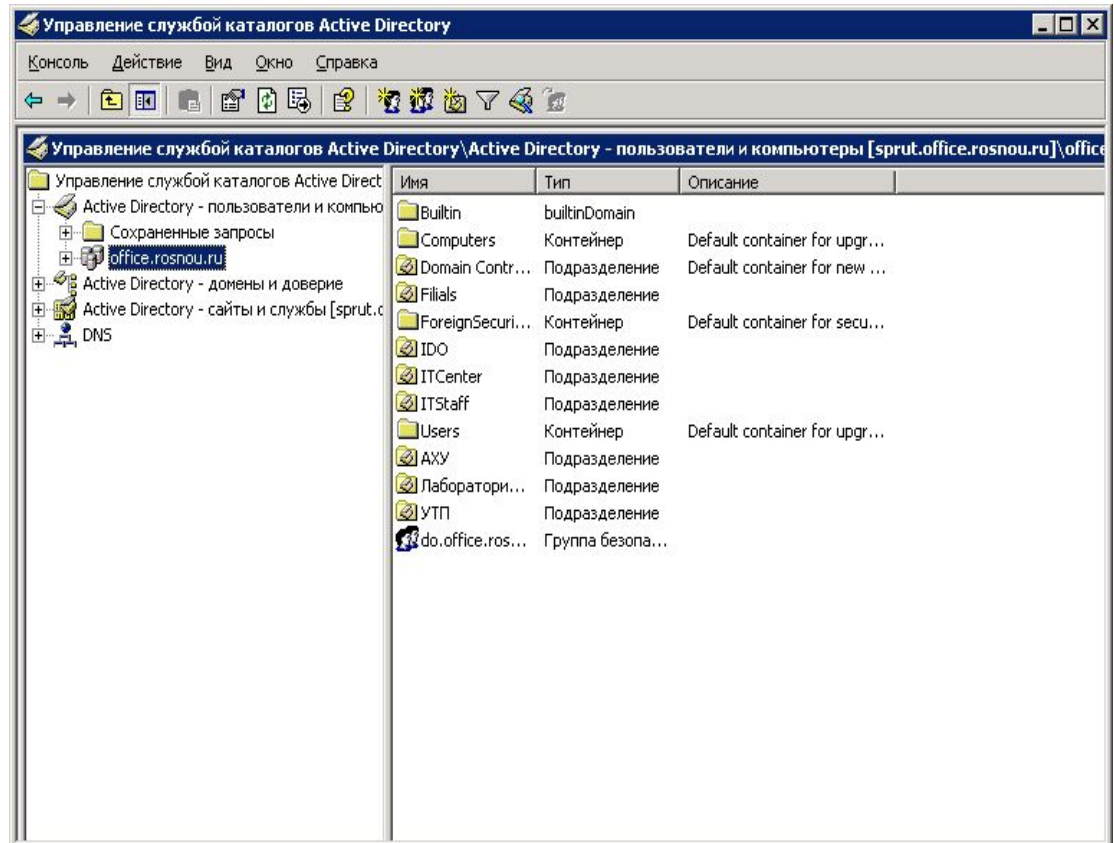 Управление службой каталогов Active Directory
Консоль Действие Вид Окно Справка
Управление службой каталогов Active Directory\Active Directory - пользователи и компьютеры [sprut.office.rosnou.ru]\office
Управление службой каталогов Active Direct
Active Directory - пользователи и компью
Сохраненные запросы
office.rosnou.ru
Active Directory - домены и доверие
Active Directory - сайты и службы [sprut.c
DNS
Имя Тип Описание
Builtin builtinDomain
Computers Контейнер Default container for upgr...
Domain Contr... Подразделение Default container for new ...
Filials Подразделение
ForeignSecuri... Контейнер Default container for secu...
IDO Подразделение
ITCenter Подразделение
ITStaff Подразделение
Users Контейнер Default container for upgr...
АХУ Подразделение
Лаборатори... Подразделение
УТП Подразделение
do.office.ros... Группа безопа...